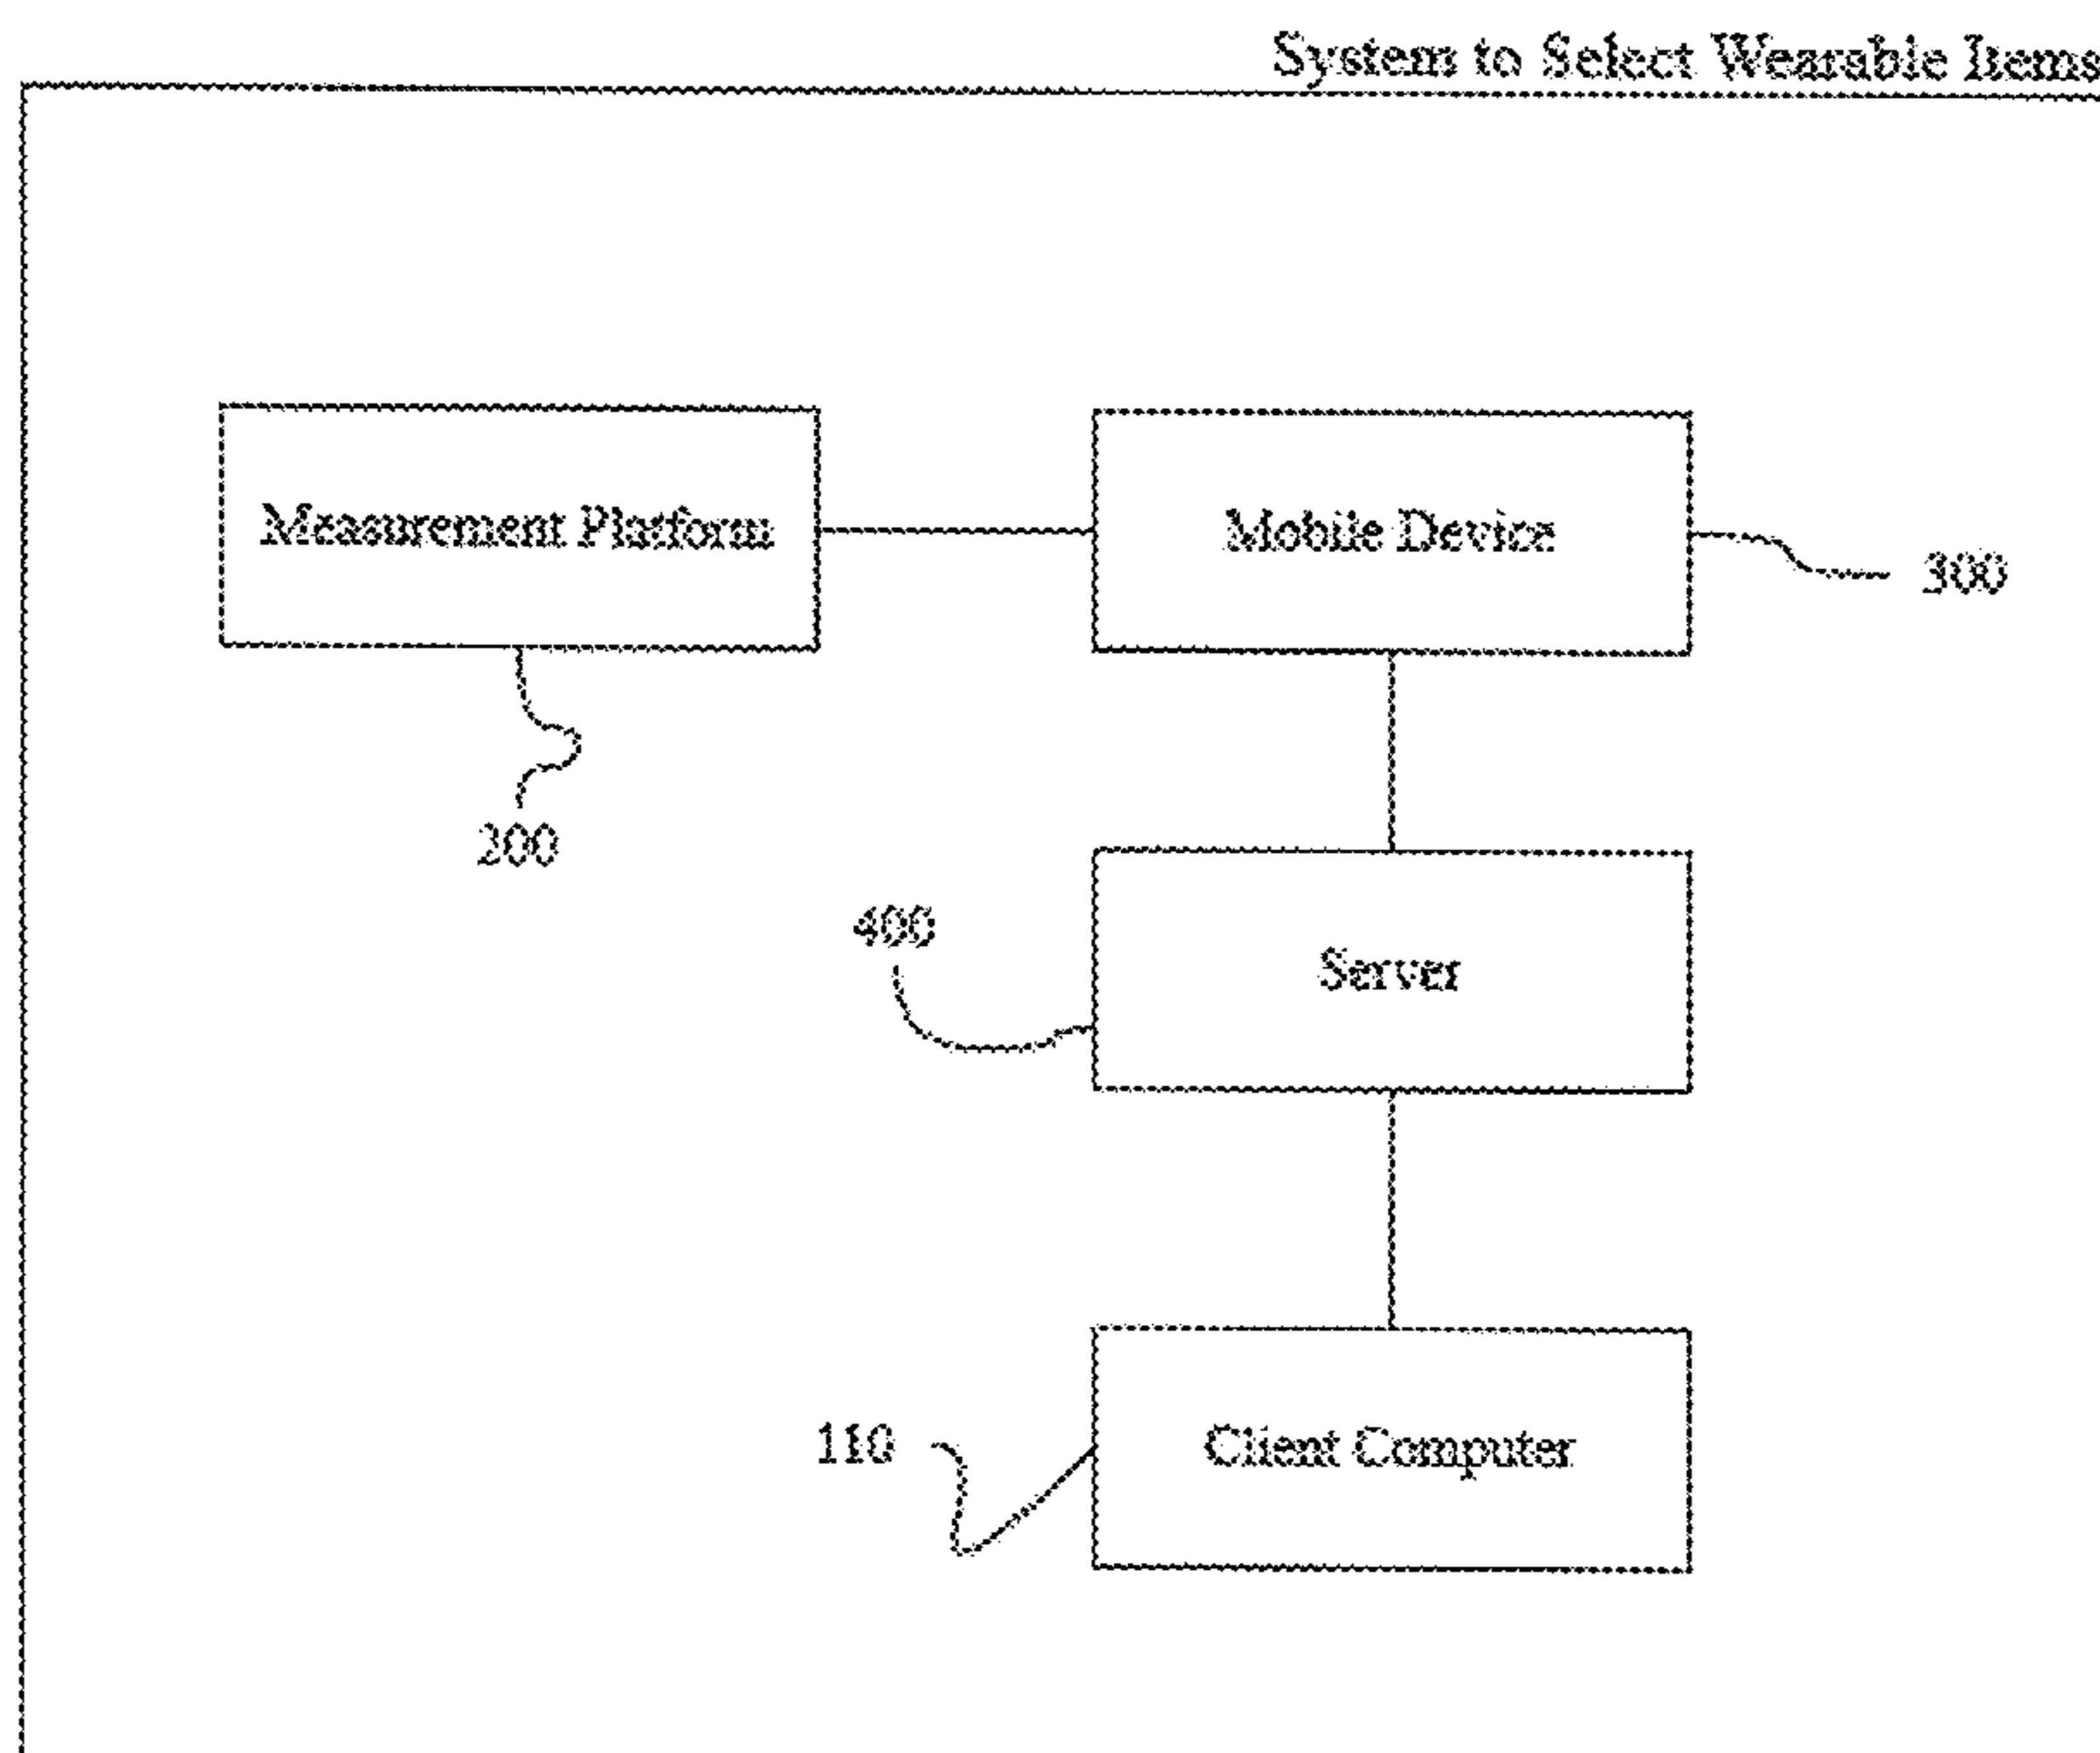 System to Select Wearable Items
Measurement Platform
Mobile Device
300
200
400
Server
110
Client Computer